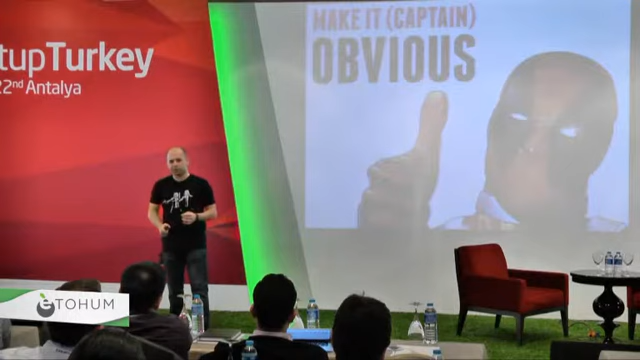 tupTurkey
22nd Antalya
MAKE IT (CAPTAIN)
OBVIOUS
eTOHUM